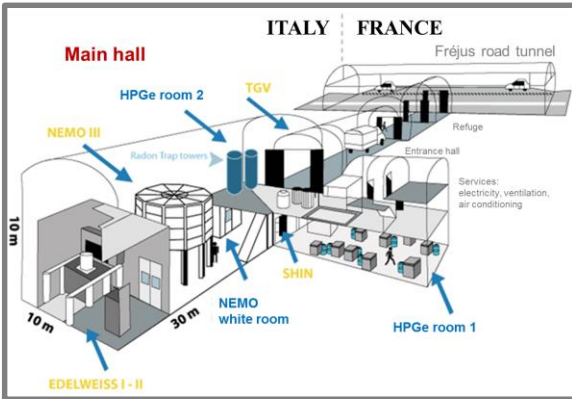 ITALY FRANCE
Main hall
Fréjus road tunnel
HPGe room 2
TGV
NEMO III
Radon Trap towers
Refuge
Entrance hall
Services:
electricity, ventilation,
air conditioning
10 m
SHIN
10 m
30 m
NEMO
white room
HPGe room 1
EDELWEISS I - II